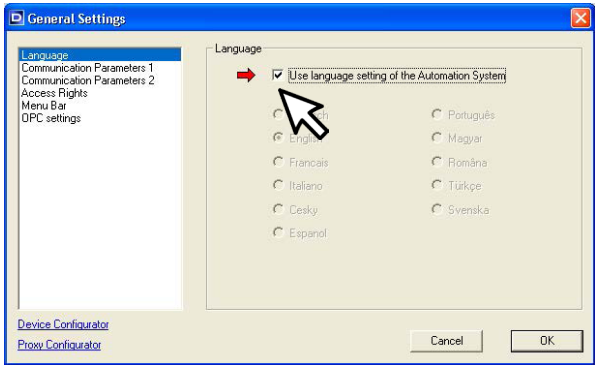 General Settings
Language
Communication Parameters 1
Communication Parameters 2
Access Rights
Menu Bar
OPC settings
Device Configurator
Proxy Configurator
Language
Use language setting of the Automation System
English
Francais
Italiano
Cesky
Espanol
Português
Magyar
Româna
Türkçe
Svenska
Cancel
OK